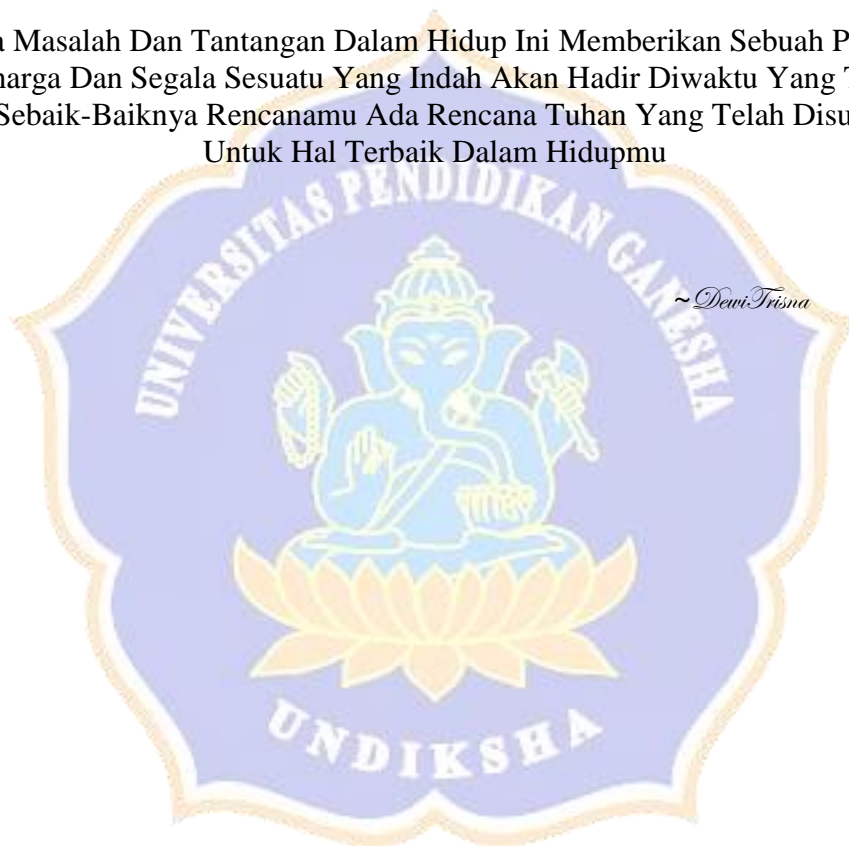 Masalah Dan Tantangan Dalam Hidup Ini Memberikan Sebuah
Dan Segala Sesuatu Yang Indah Akan Hadir Diwaktu Yang
Sebaik-Baiknya Rencanamu Ada Rencana Tuhan Yang Telah
Untuk Hal Terbaik Dalam Hidupmu
~DewiTrisna
UNIVERSITAS PENDIDIKAN GANESHA
UNDIKSHA